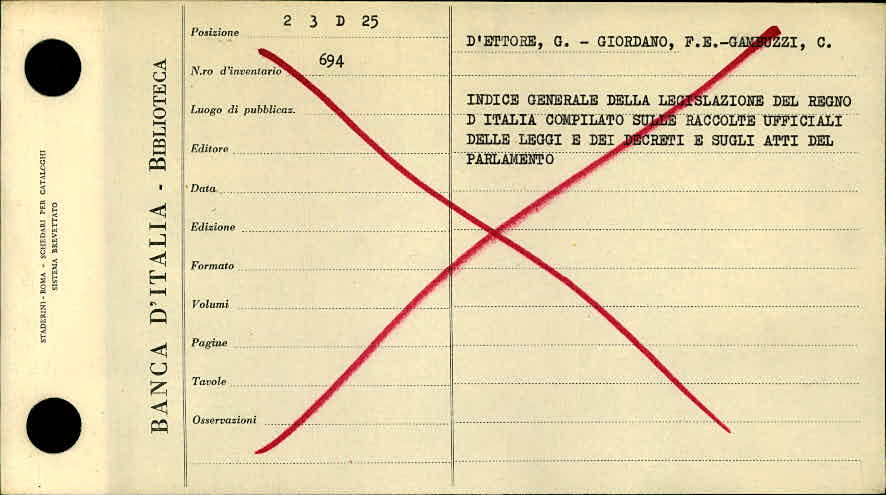 STADERINI - ROMA - SCHEDARI PER CATALOGHI
SISTEMA BREVETTATO
BANCA D'ITALIA - BIBLIOTECA
Posizione 2 3 D 25
N.ro d'inventario 694
Luogo di pubblicaz.
Editore
Data
Edizione
Formato
Volumi
Pagine
Tavole
Osservazioni
D'ETTORE, G. - GIORDANO, F.E.-GAMBUZZI, C.
INDICE GENERALE DELLA LEGISLAZIONE DEL REGNO
D ITALIA COMPILATO SULLE RACCOLTE UFFICIALI
DELLE LEGGI E DEI DECRETI E SUGLI ATTI DEL
PARLAMENTO